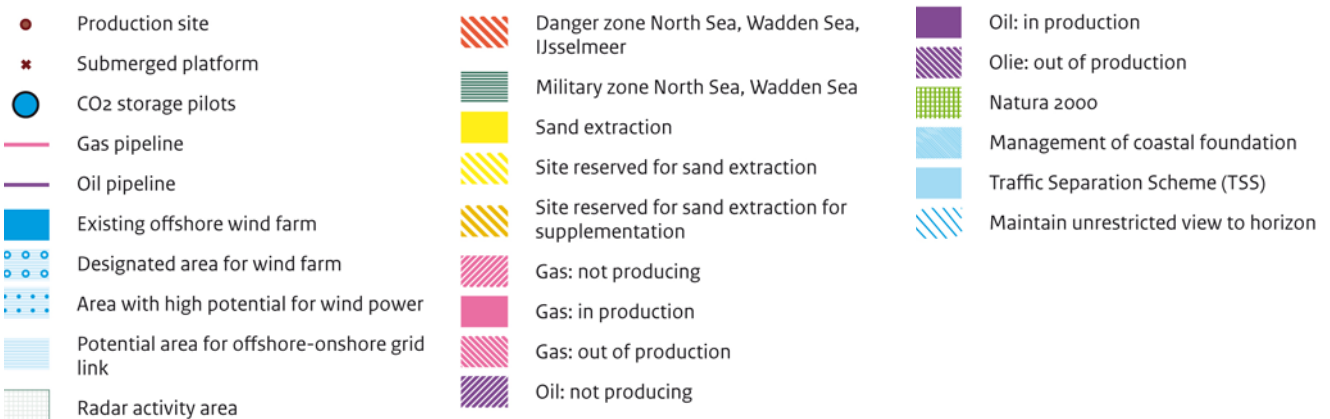 Production site
Submerged platform
CO2 storage pilots
Gas pipeline
Oil pipeline
Existing offshore wind farm
Designated area for wind farm
Area with high potential for wind power
Potential area for offshore-onshore grid
link
Radar activity area
Danger zone North Sea, Wadden Sea,
IJsselmeer
Military zone North Sea, Wadden Sea
Sand extraction
Site reserved for sand extraction
Site reserved for sand extraction for
supplementation
Gas: not producing
Gas: in production
Gas: out of production
Oil: not producing
Oil: in production
Olie: out of production
Natura 2000
Management of coastal foundation
Traffic Separation Scheme (TSS)
Maintain unrestricted view to horizon